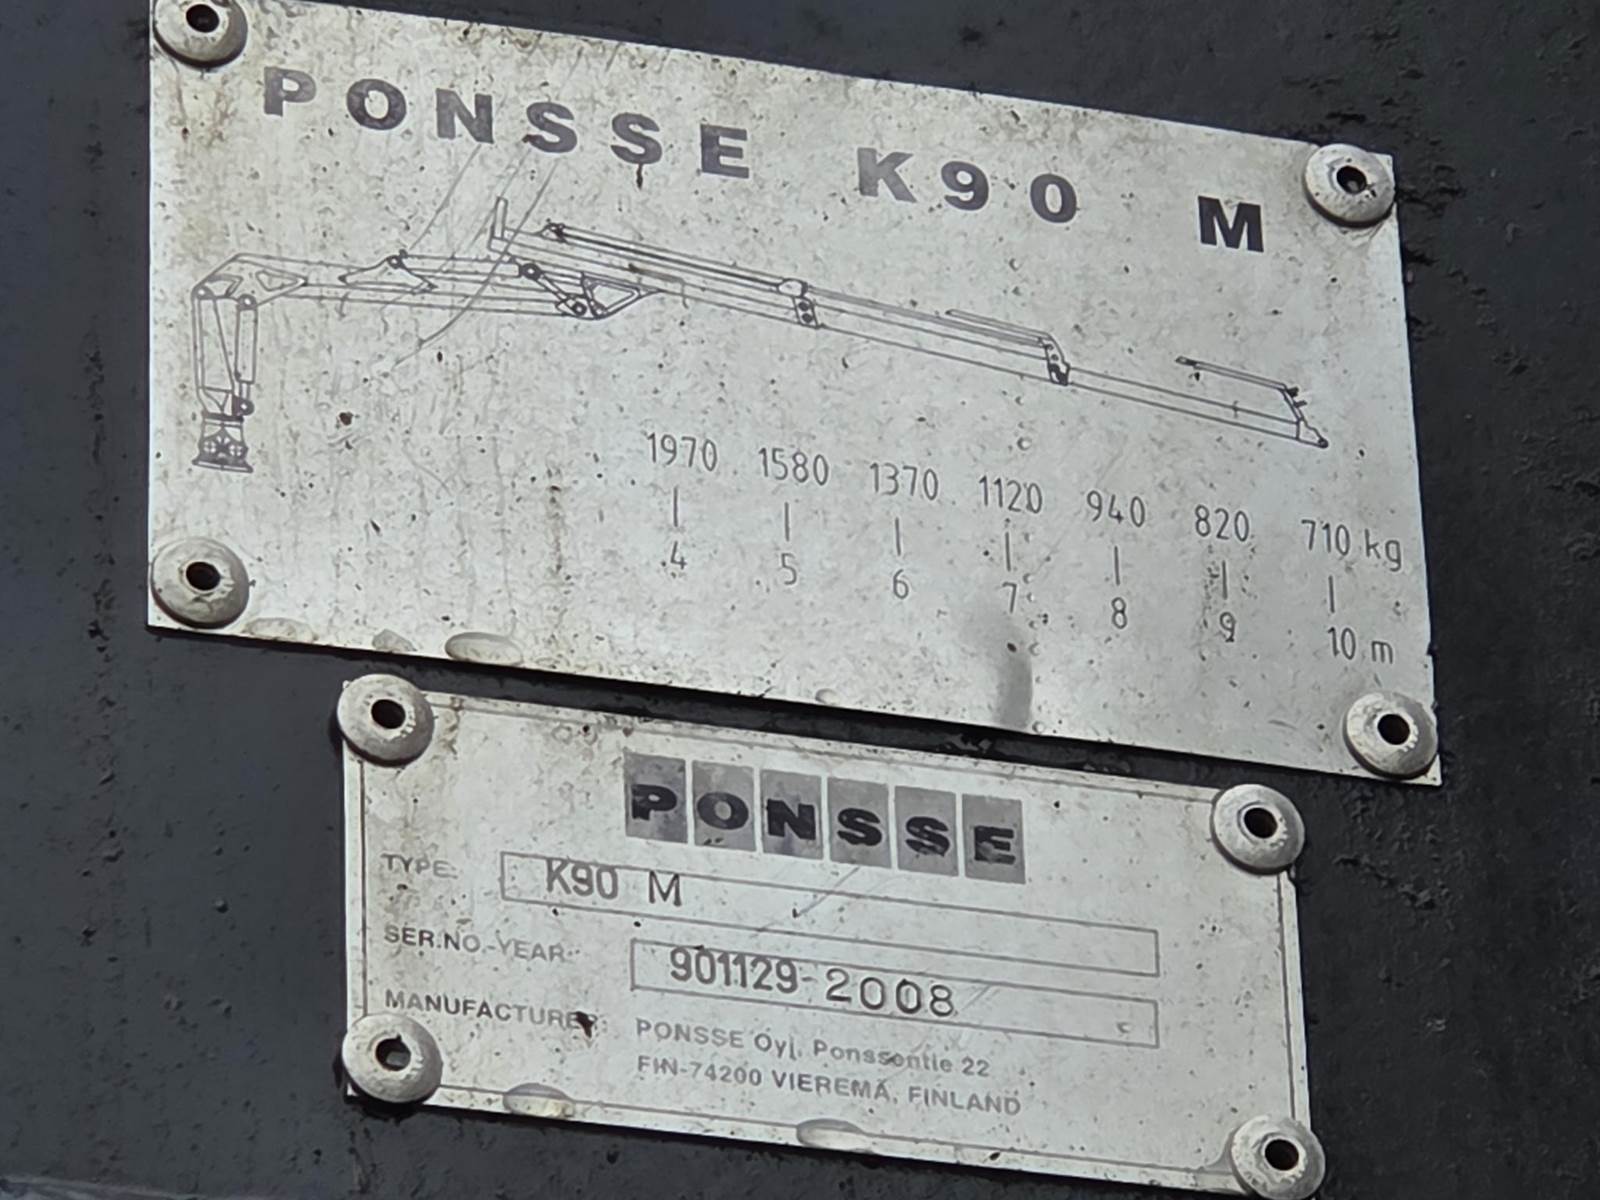 PONSSE K90 M
1970 1580 1370 1120 940 820 710 kg
4 5 6 7 8 9 10 m
PONSSE
TYPE: K90 M
SER.NO.-YEAR: 901129-2008
MANUFACTURER: PONSSE Oyj, Ponssentie 22
FIN-74200 VIEREMÄ, FINLAND